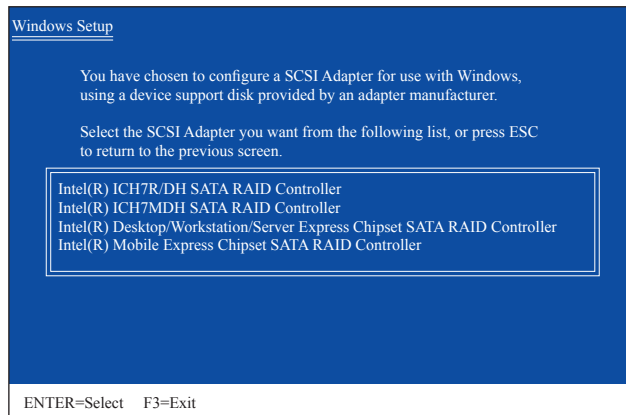 Windows Setup
You have chosen to configure a SCSI Adapter for use with Windows,
using a device support disk provided by an adapter manufacturer.
Select the SCSI Adapter you want from the following list, or press ESC
to return to the previous screen.
Intel(R) ICH7R/DH SATA RAID Controller
Intel(R) ICH7MDH SATA RAID Controller
Intel(R) Desktop/Workstation/Server Express Chipset SATA RAID Controller
Intel(R) Mobile Express Chipset SATA RAID Controller
ENTER=Select F3=Exit